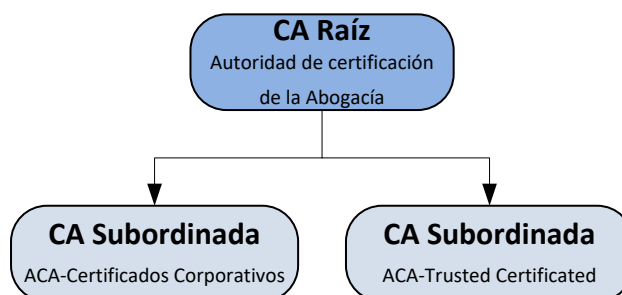 CA Raíz
Autoridad de certificación
de la Abogacía
CA Subordinada
ACA-Certificados Corporativos
CA Subordinada
ACA-Trusted Certificated